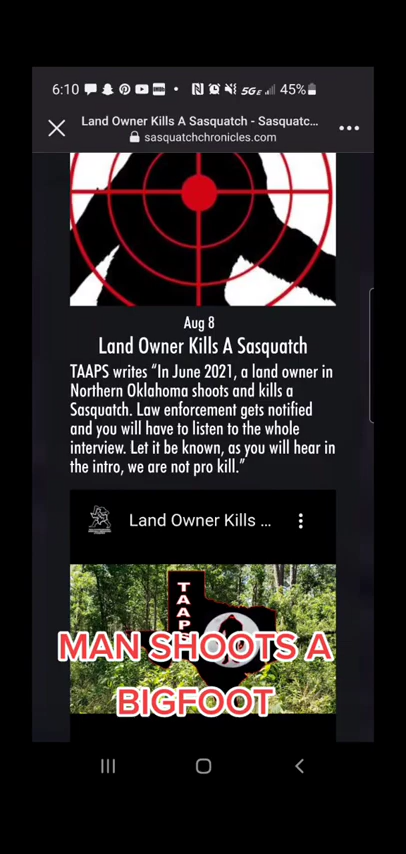 6:10 5GE 45%
Land Owner Kills A Sasquatch - Sasquatc...
sasquatchchronicles.com
Aug 8
Land Owner Kills A Sasquatch
TAAPS writes “In June 2021, a land owner in
Northern Oklahoma shoots and kills a
Sasquatch. Law enforcement gets notified
and you will have to listen to the whole
interview. Let it be known, as you will hear in
the intro, we are not pro kill.”
Land Owner Kills ...
TAAPS
MAN SHOOTS A
BIGFOOT